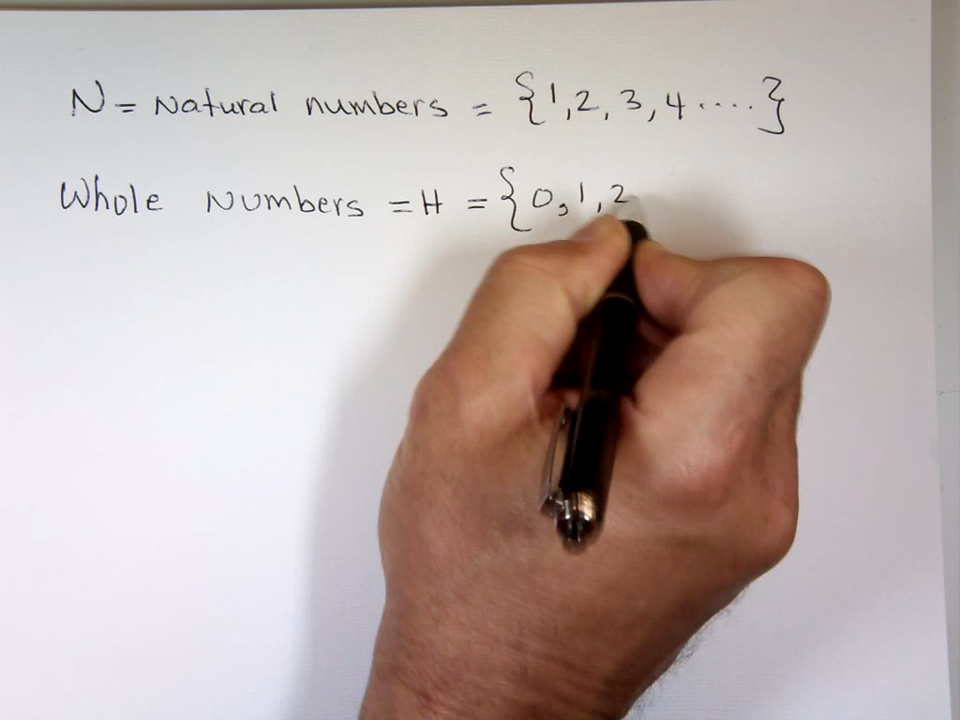 N = Natural numbers = {1, 2, 3, 4 .....}
Whole Numbers = H = {0, 1, 2